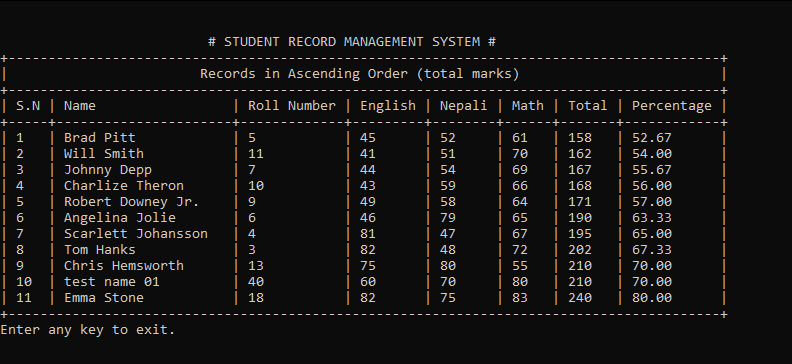 # STUDENT RECORD MANAGEMENT SYSTEM #
+-----------------------------------------------------------------------------------------+
| Records in Ascending Order (total marks) |
+-----------------------------------------------------------------------------------------+
| S.N | Name | Roll Number | English | Nepali | Math | Total | Percentage |
+-----+----------------------+-------------+---------+--------+------+-------+------------+
| 1 | Brad Pitt | 5 | 45 | 52 | 61 | 158 | 52.67 |
| 2 | Will Smith | 11 | 41 | 51 | 70 | 162 | 54.00 |
| 3 | Johnny Depp | 7 | 44 | 54 | 69 | 167 | 55.67 |
| 4 | Charlize Theron | 10 | 43 | 59 | 66 | 168 | 56.00 |
| 5 | Robert Downey Jr. | 9 | 49 | 58 | 64 | 171 | 57.00 |
| 6 | Angelina Jolie | 6 | 46 | 79 | 65 | 190 | 63.33 |
| 7 | Scarlett Johansson | 4 | 81 | 47 | 67 | 195 | 65.00 |
| 8 | Tom Hanks | 3 | 82 | 48 | 72 | 202 | 67.33 |
| 9 | Chris Hemsworth | 13 | 75 | 80 | 55 | 210 | 70.00 |
| 10 | test name 01 | 40 | 60 | 70 | 80 | 210 | 70.00 |
| 11 | Emma Stone | 18 | 82 | 75 | 83 | 240 | 80.00 |
+-----------------------------------------------------------------------------------------+
Enter any key to exit.